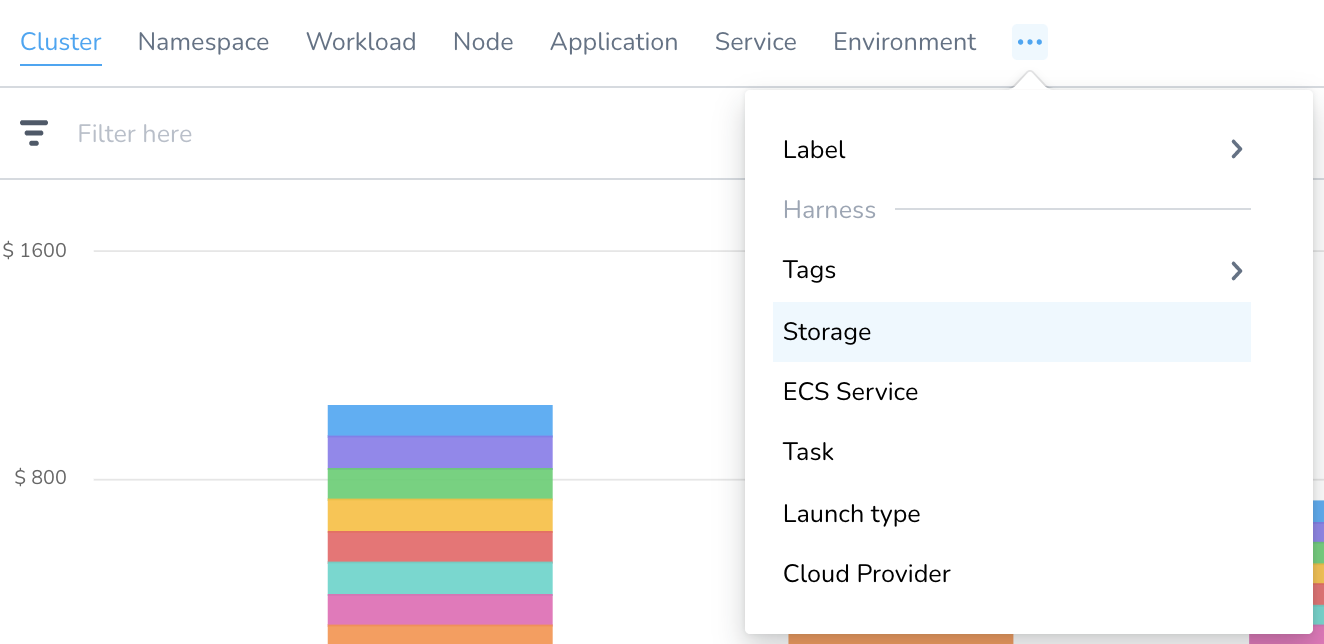 Cluster Namespace Workload Node Application Service Environment
Filter here
Label
Harness
Tags
Storage
ECS Service
Task
Launch type
Cloud Provider
$ 1600
$ 800